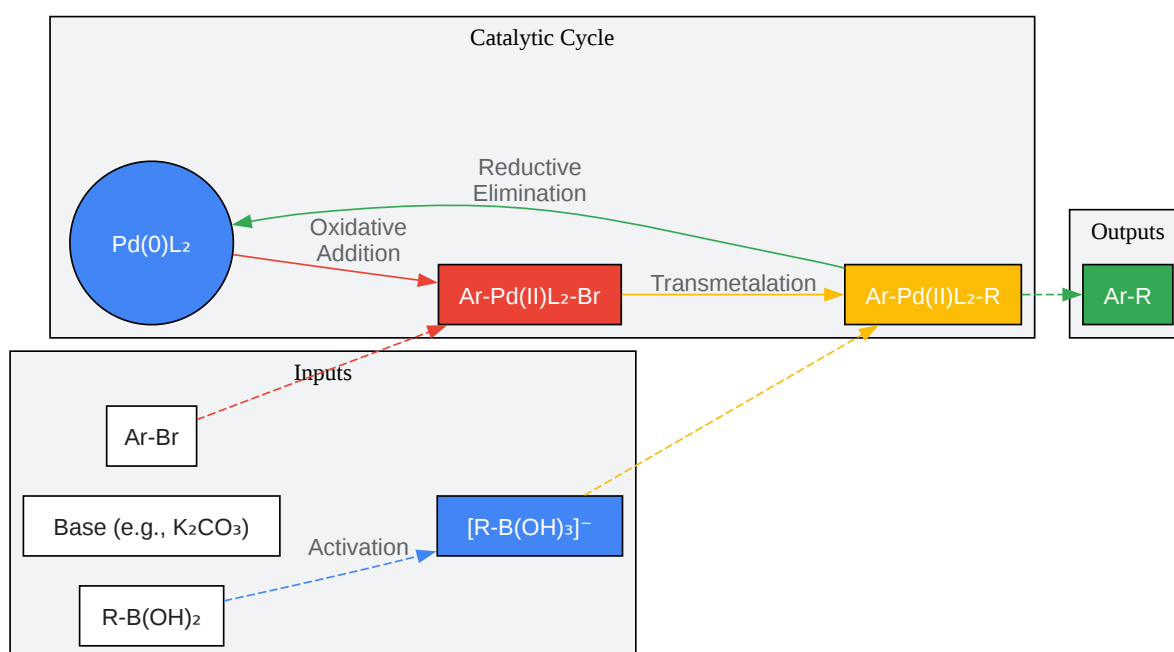 Catalytic Cycle
Reductive
Elimination
Pd(0)L₂
Oxidative
Addition
Ar-Pd(II)L₂-Br
Transmetalation
Ar-Pd(II)L₂-R
Outputs
Ar-R
Inputs
Ar-Br
Base (e.g., K₂CO₃)
[R-B(OH)₃]⁻
Activation
R-B(OH)₂